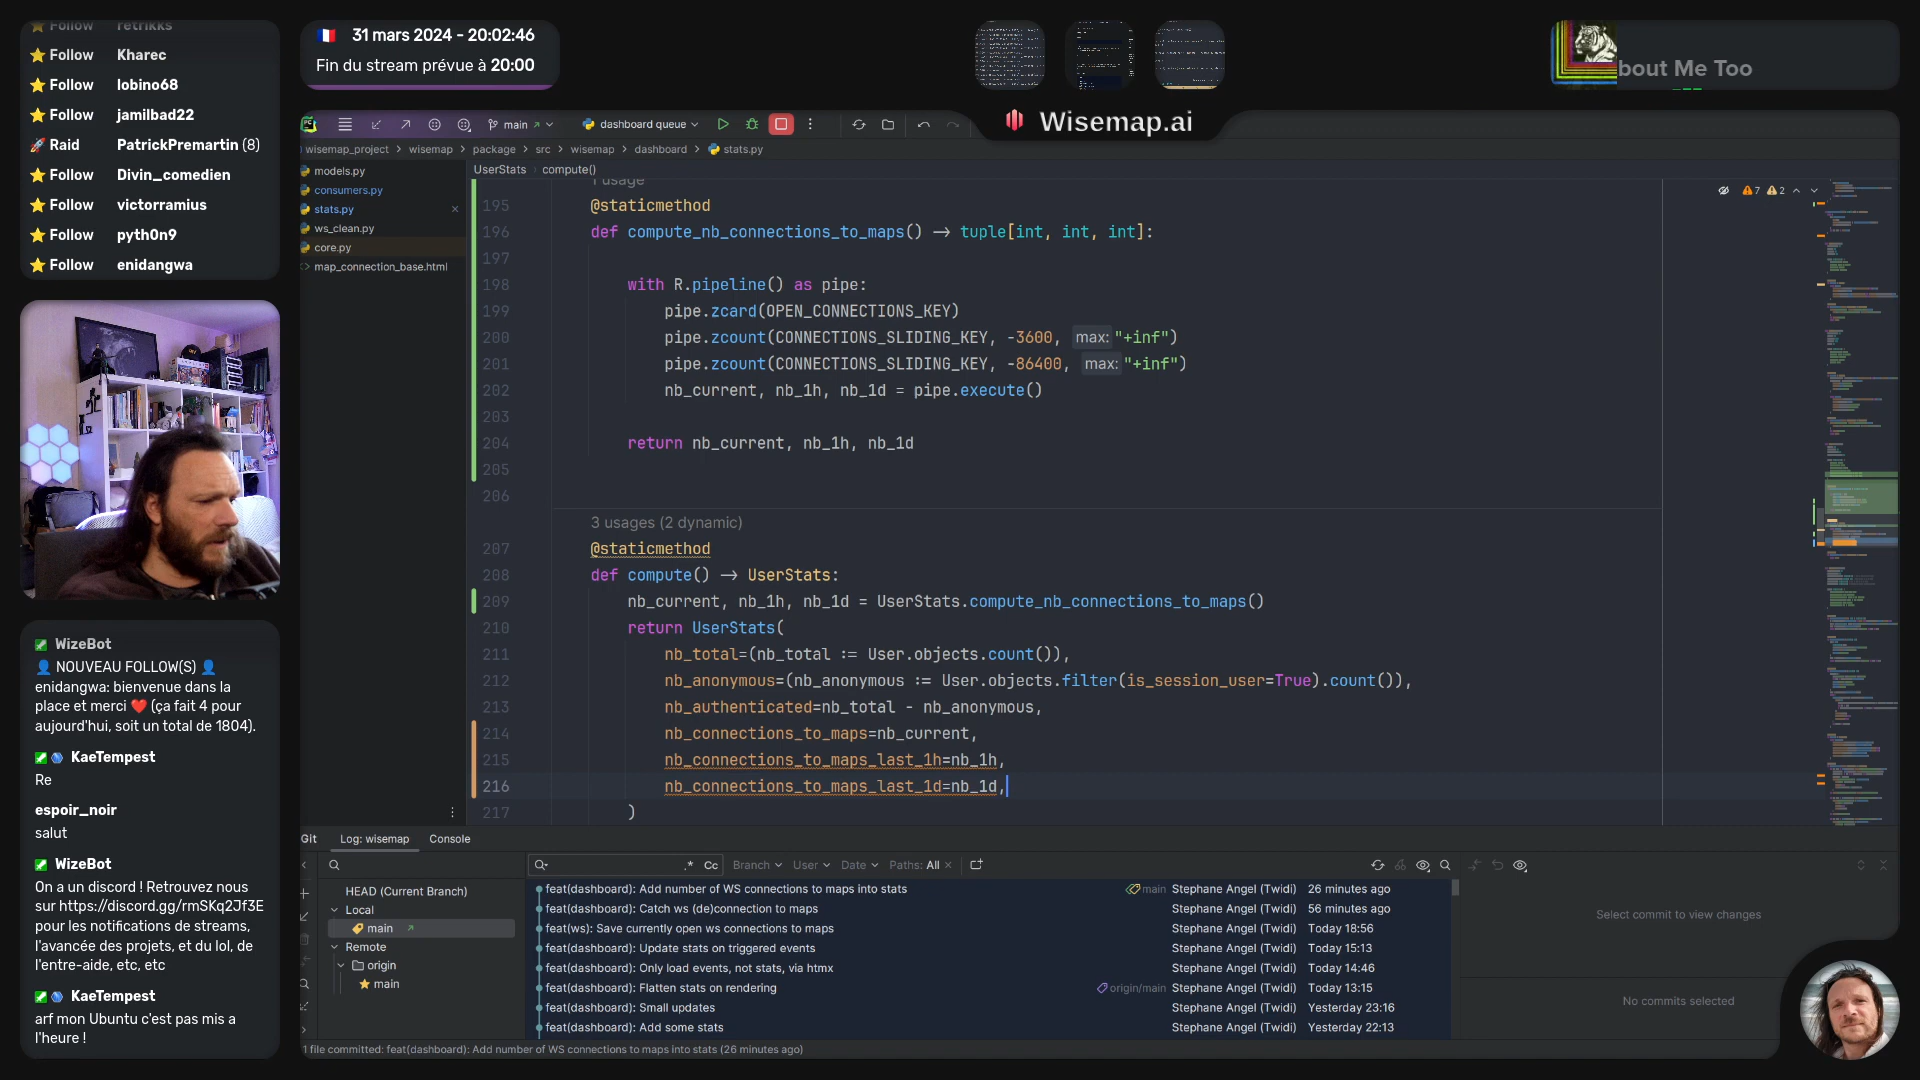 Follow retrikks
Follow Kharec
Follow lobino68
Follow jamilbad22
Raid PatrickPremartin (8)
Follow Divin_comedien
Follow victorramius
Follow pyth0n9
Follow enidangwa
31 mars 2024 - 20:02:46
Fin du stream prévue à 20:00
bout Me Too
Wisemap.ai
main
dashboard queue
wisemap_project > wisemap > package > src > wisemap > dashboard > stats.py
models.py
consumers.py
stats.py
ws_clean.py
core.py
map_connection_base.html
UserStats compute()
7 2
1 usage
195 @staticmethod
196 def compute_nb_connections_to_maps() → tuple[int, int, int]:
197
198 with R.pipeline() as pipe:
199 pipe.zcard(OPEN_CONNECTIONS_KEY)
200 pipe.zcount(CONNECTIONS_SLIDING_KEY, -3600, max: "+inf")
201 pipe.zcount(CONNECTIONS_SLIDING_KEY, -86400, max: "+inf")
202 nb_current, nb_1h, nb_1d = pipe.execute()
203
204 return nb_current, nb_1h, nb_1d
205
206
3 usages (2 dynamic)
207 @staticmethod
208 def compute() → UserStats:
209 nb_current, nb_1h, nb_1d = UserStats.compute_nb_connections_to_maps()
210 return UserStats(
211 nb_total=(nb_total := User.objects.count()),
212 nb_anonymous=(nb_anonymous := User.objects.filter(is_session_user=True).count()),
213 nb_authenticated=nb_total - nb_anonymous,
214 nb_connections_to_maps=nb_current,
215 nb_connections_to_maps_last_1h=nb_1h,
216 nb_connections_to_maps_last_1d=nb_1d,
217 )
WizeBot
NOUVEAU FOLLOW(S)
enidangwa: bienvenue dans la
place et merci ❤️ (ça fait 4 pour
aujourd'hui, soit un total de 1804).
KaeTempest
Re
espoir_noir
salut
WizeBot
On a un discord ! Retrouvez nous
sur https://discord.gg/rmSKq2Jf3E
pour les notifications de streams,
l'avancée des projets, et du lol, de
l'entre-aide, etc, etc
KaeTempest
arf mon Ubuntu c'est pas mis a
l'heure !
Git Log: wisemap Console
.* Cc Branch User Date Paths: All
HEAD (Current Branch)
Local
main
Remote
origin
main
feat(dashboard): Add number of WS connections to maps into stats main Stephane Angel (Twidi) 26 minutes ago
feat(dashboard): Catch ws (de)connection to maps Stephane Angel (Twidi) 56 minutes ago
feat(ws): Save currently open ws connections to maps Stephane Angel (Twidi) Today 18:56
feat(dashboard): Update stats on triggered events Stephane Angel (Twidi) Today 15:13
feat(dashboard): Only load events, not stats, via htmx Stephane Angel (Twidi) Today 14:46
feat(dashboard): Flatten stats on rendering origin/main Stephane Angel (Twidi) Today 13:15
feat(dashboard): Small updates Stephane Angel (Twidi) Yesterday 23:16
feat(dashboard): Add some stats Stephane Angel (Twidi) Yesterday 22:13
Select commit to view changes
No commits selected
1 file committed: feat(dashboard): Add number of WS connections to maps into stats (26 minutes ago)